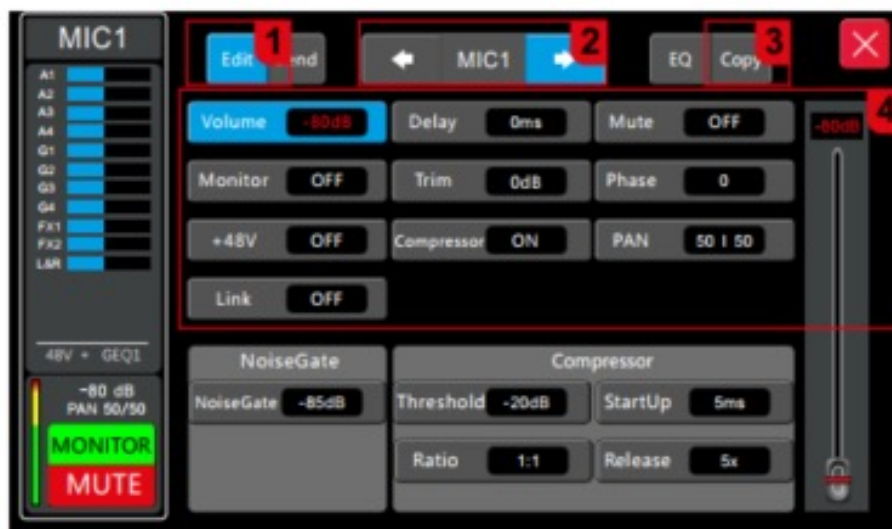 MIC1
A1
A2
A3
A4
G1
G2
G3
G4
FX1
FX2
L&R
48V + GEQ1
-80 dB
PAN 50/50
MONITOR
MUTE
Edit 1 end MIC1 2 EQ Copy 3
4
Volume -80dB Delay 0ms Mute OFF -80dB
Monitor OFF Trim 0dB Phase 0
+48V OFF Compressor ON PAN 50 I 50
Link OFF
NoiseGate Compressor
NoiseGate -85dB Threshold -20dB StartUp 5ms
Ratio 1:1 Release 5x